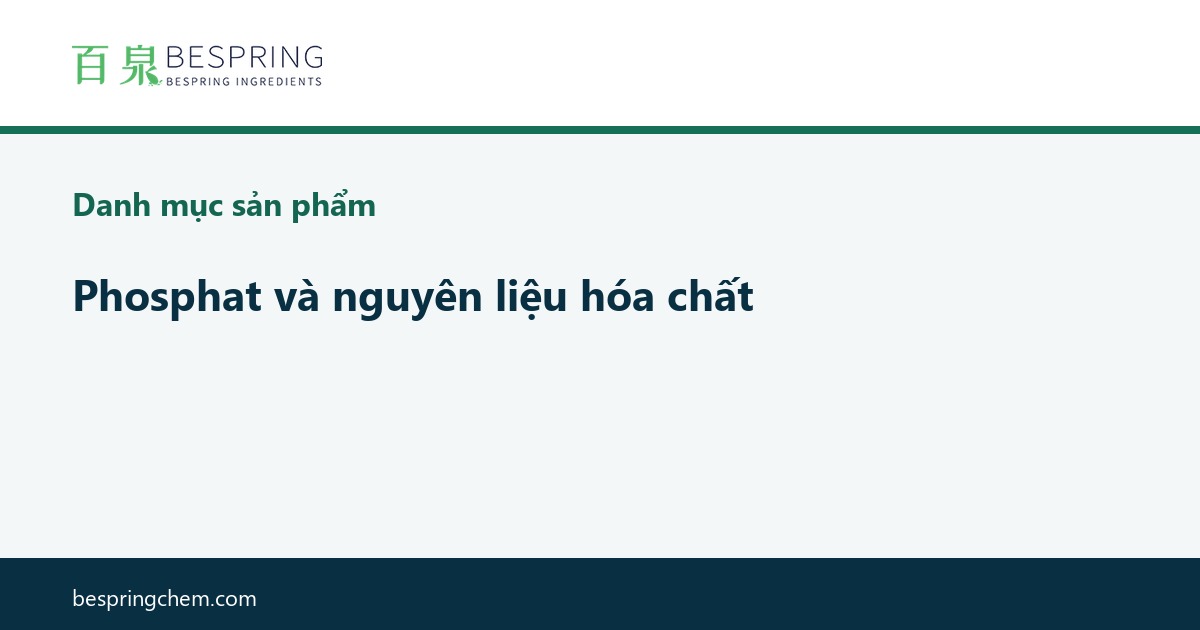 百泉 BESPRING
BESPRING INGREDIENTS
Danh mục sản phẩm
Phosphat và nguyên liệu hóa chất
bespringchem.com